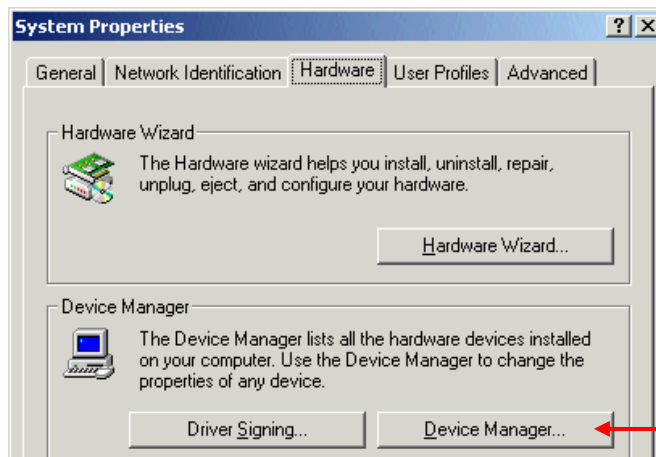 System Properties
General
Network Identification
Hardware
User Profiles
Advanced
Hardware Wizard
The Hardware wizard helps you install, uninstall, repair,
unplug, eject, and configure your hardware.
Hardware Wizard...
Device Manager
The Device Manager lists all the hardware devices installed
on your computer. Use the Device Manager to change the
properties of any device.
Driver Signing...
Device Manager...